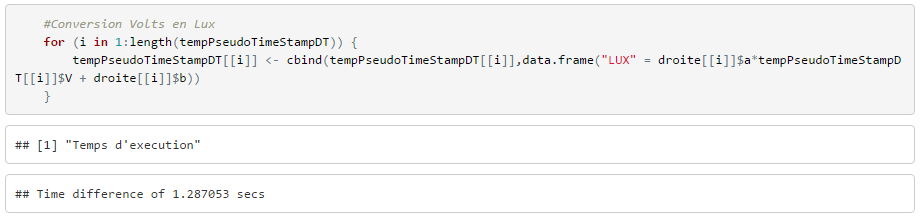 #Conversion Volts en Lux
for (i in 1:length(tempPseudoTimeStampDT)) {
tempPseudoTimeStampDT[[i]] <- cbind(tempPseudoTimeStampDT[[i]],data.frame("LUX" = droite[[i]]$a*tempPseudoTimeStampD
T[[i]]$V + droite[[i]]$b))
}
## [1] "Temps d'execution"
## Time difference of 1.287053 secs